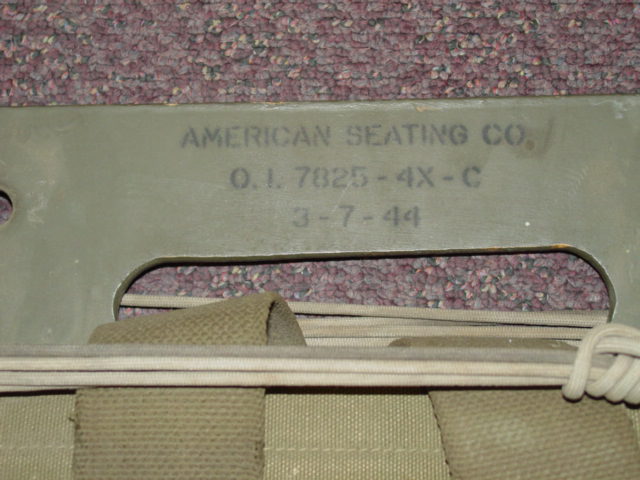 AMERICAN SEATING CO.
O.I. 7825-4X-C
3-7-44